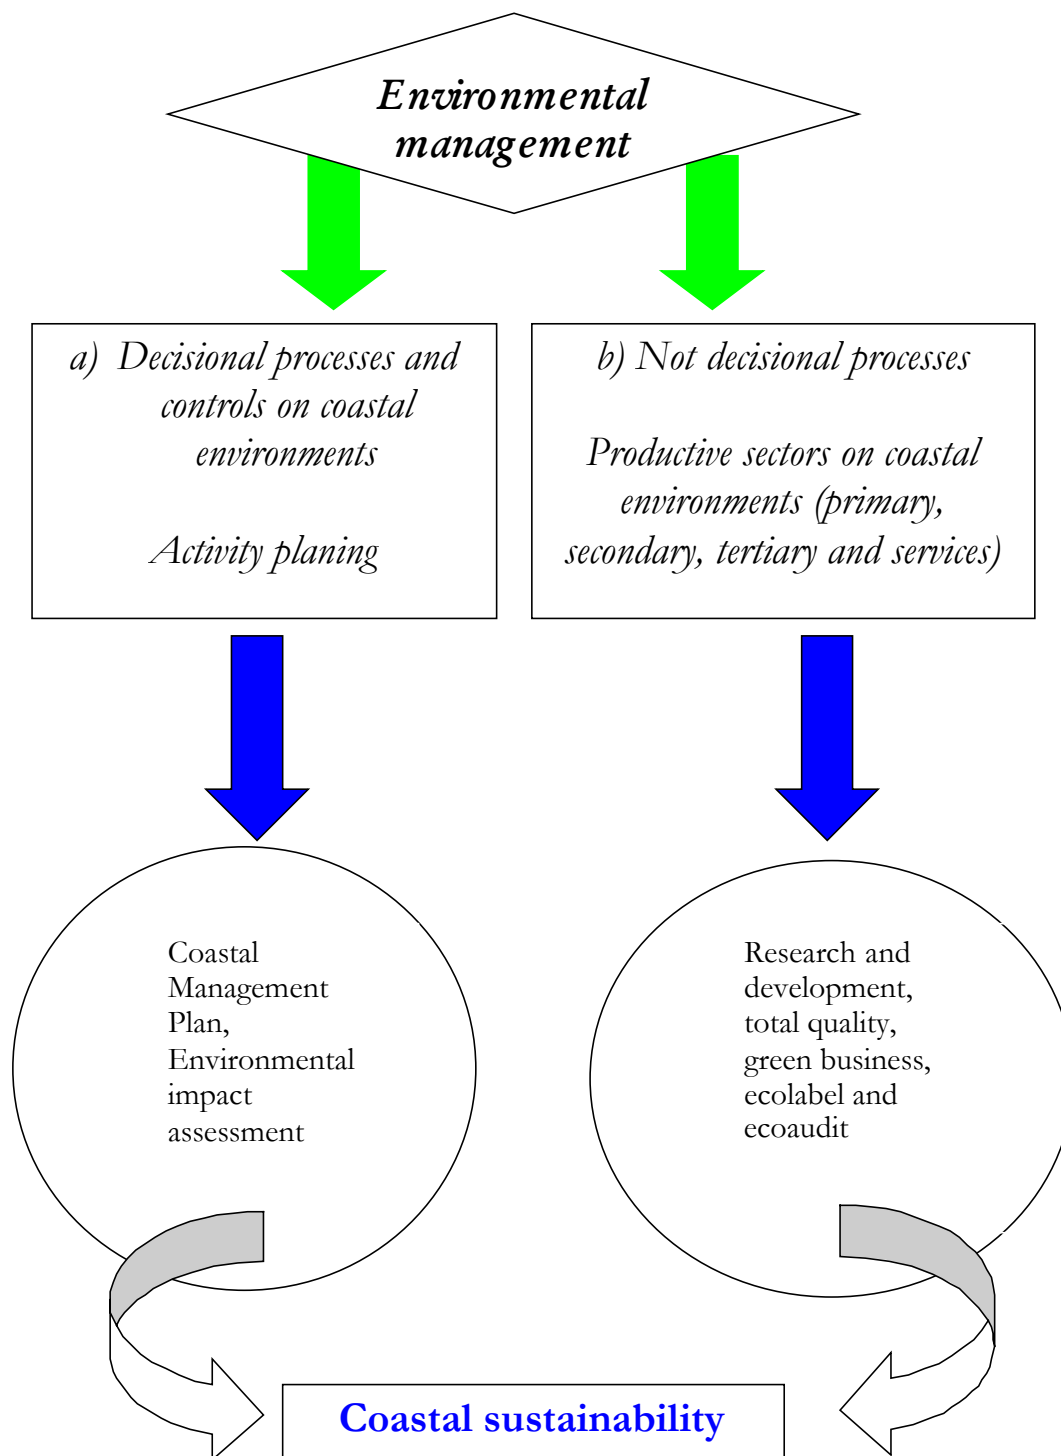 Environmental
management
a) Decisional processes and
controls on coastal
environments
Activity planing
b) Not decisional processes
Productive sectors on coastal
environments (primary,
secondary, tertiary and services)
Coastal
Management
Plan,
Environmental
impact
assessment
Research and
development,
total quality,
green business,
ecolabel and
ecoaudit
Coastal sustainability